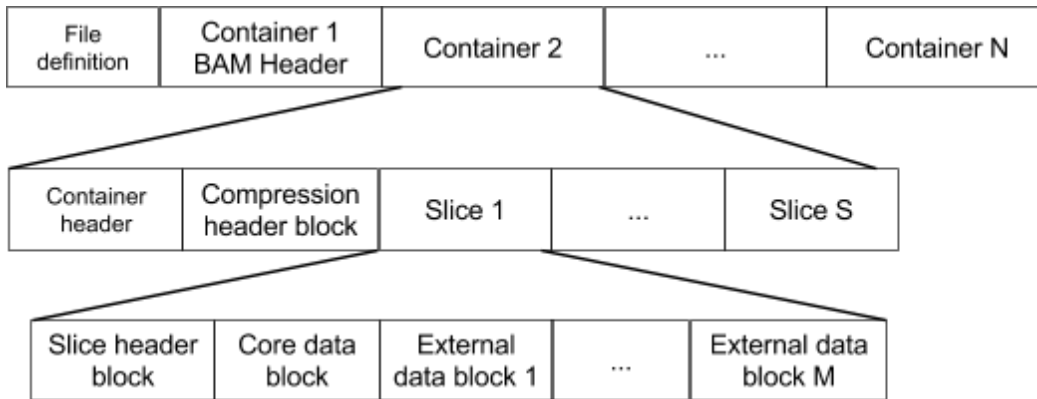 File
definition
Container 1
BAM Header
Container 2
...
Container N
Container
header
Compression
header block
Slice 1
...
Slice S
Slice header
block
Core data
block
External
data block 1
...
External data
block M